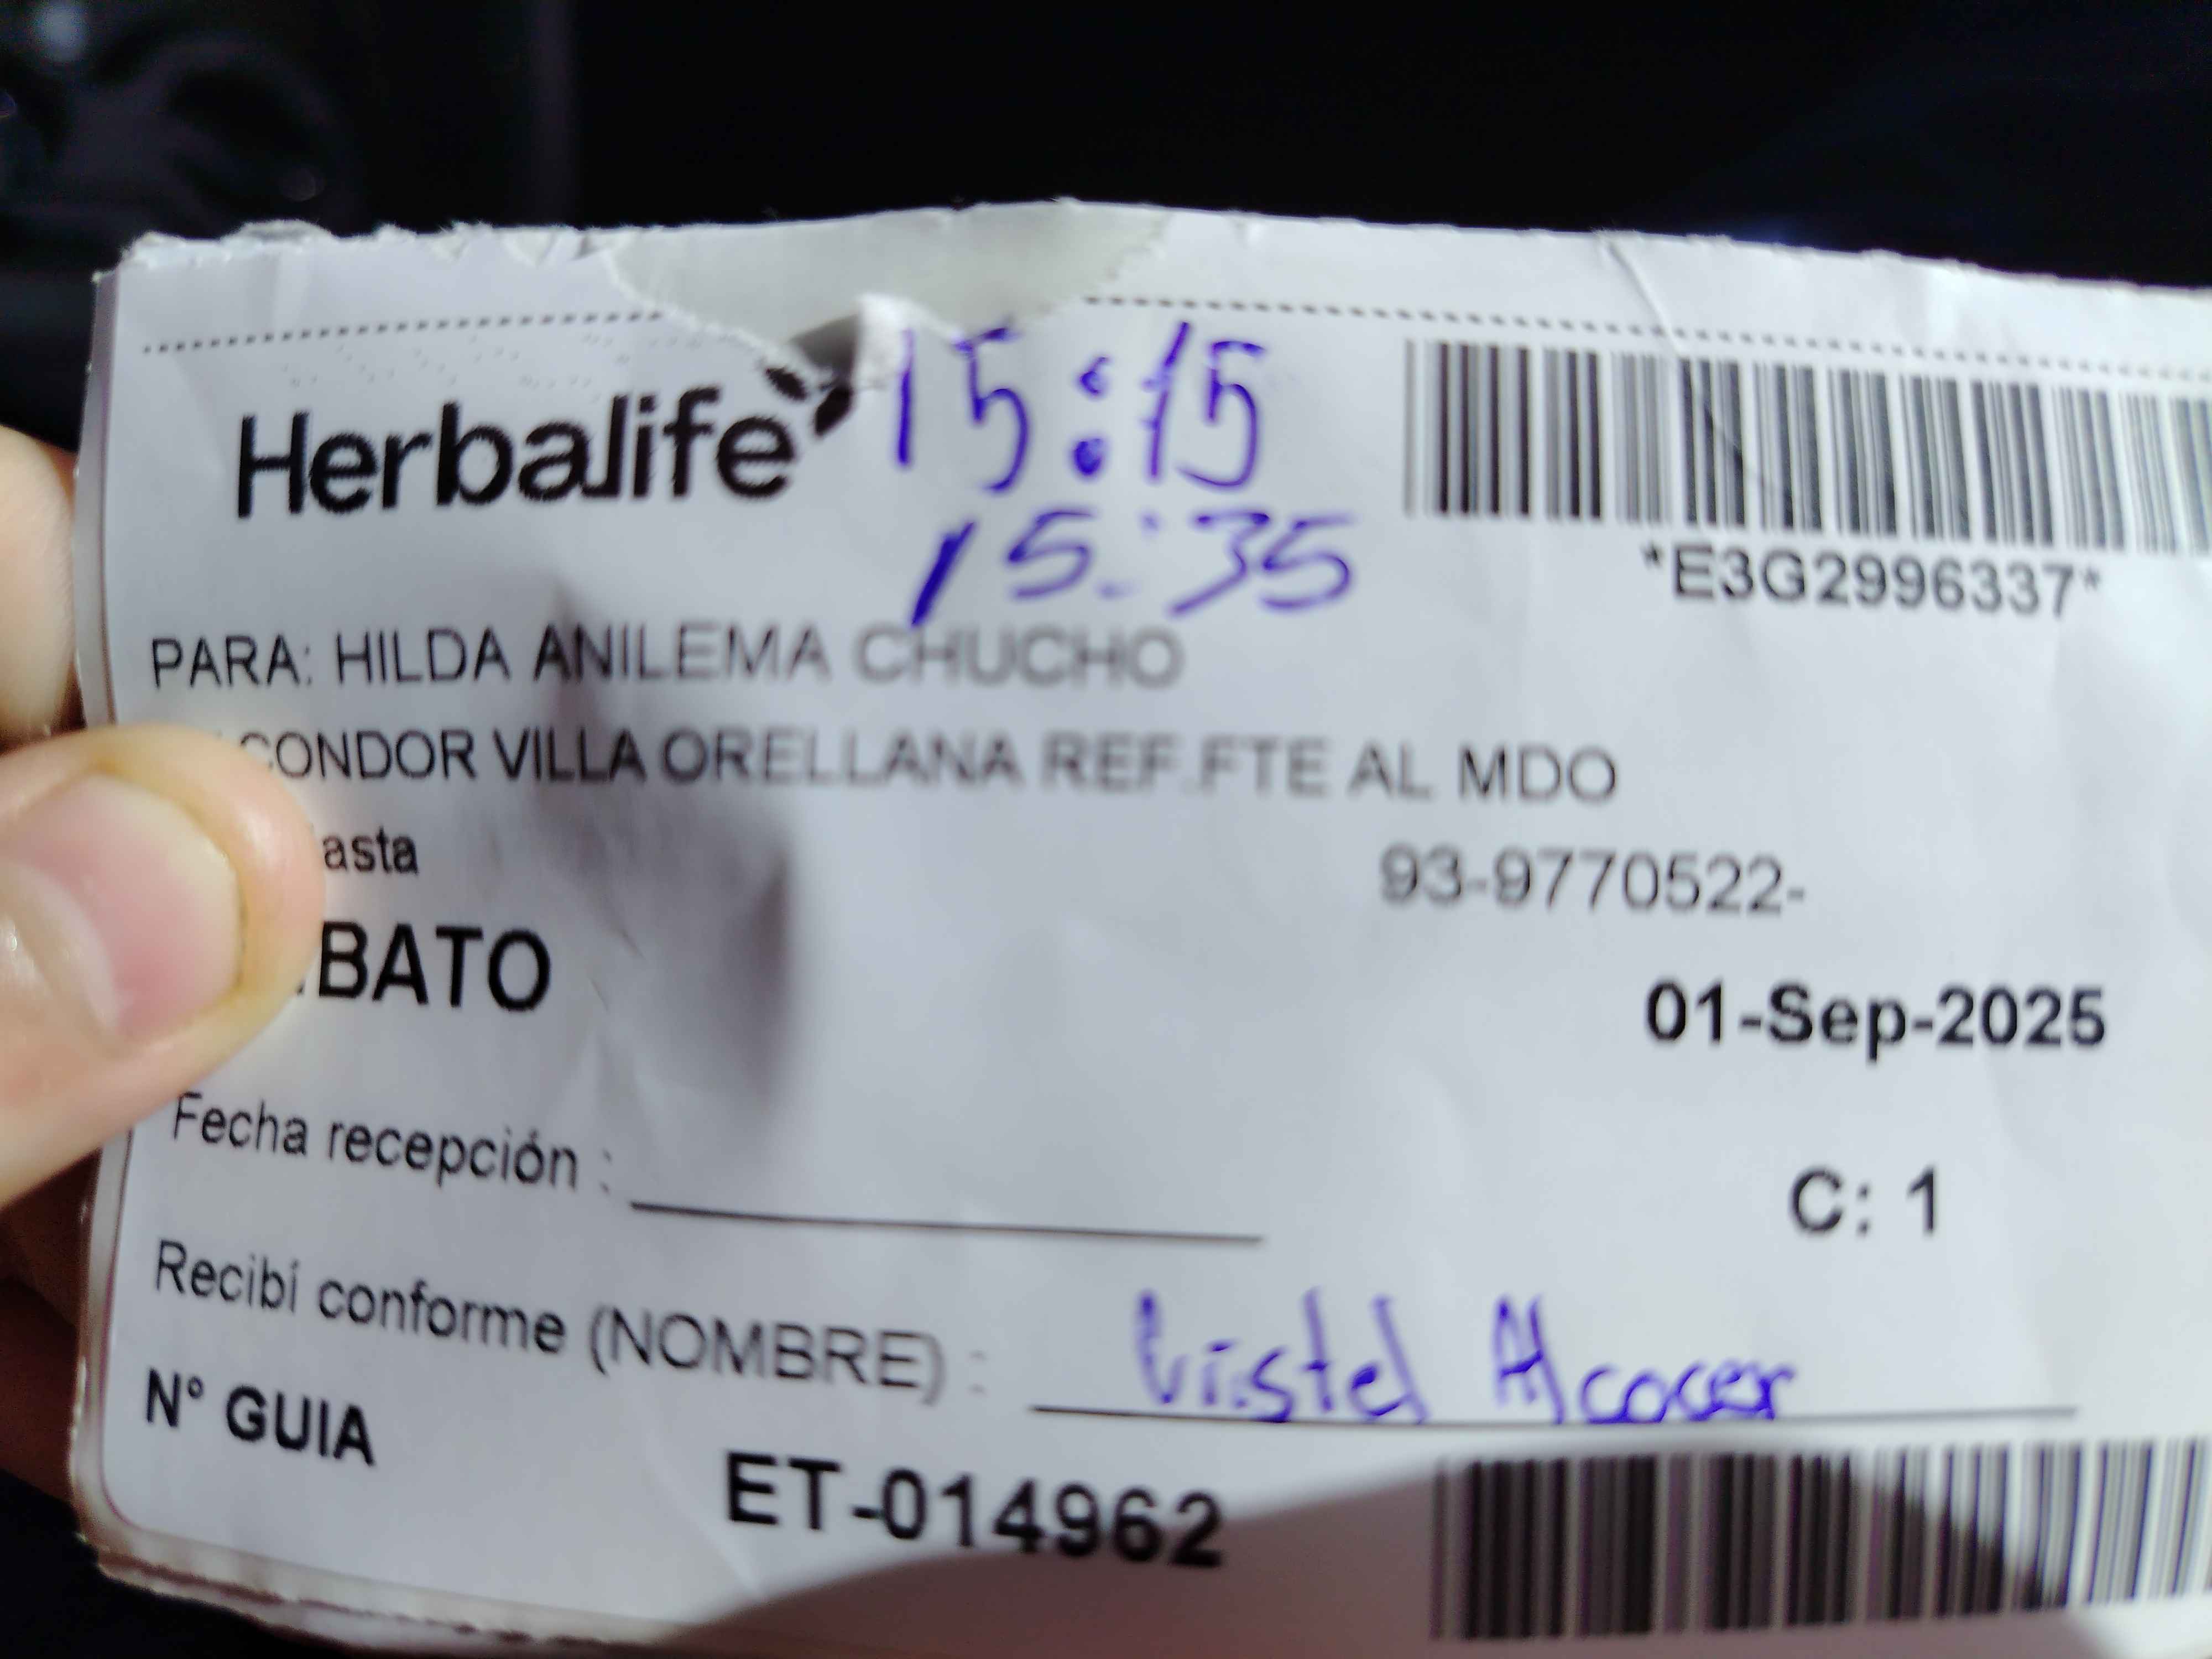 Herbalife 15:15
15:35
*E3G2996337*
PARA: HILDA ANILEMA CHUCHO
CONDOR VILLA ORELLANA REF.FTE AL MDO
asta
93-9770522-
BATO
01-Sep-2025
Fecha recepción :
C: 1
Recibí conforme (NOMBRE) : Alcocer
N° GUIA
ET-014962